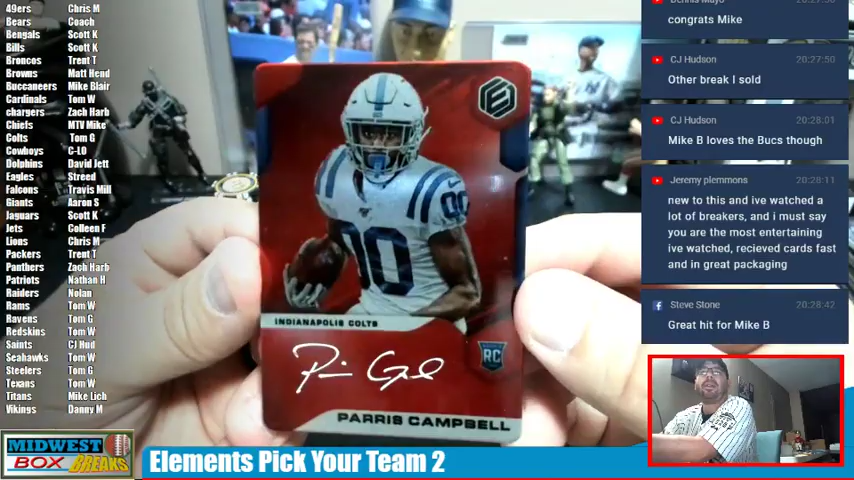 49ers Chris M
Bears Coach
Bengals Scott K
Bills Scott K
Broncos Trent T
Browns Matt Hend
Buccaneers Mike Blair
Cardinals Tom W
chargers Zach Harb
Chiefs MTV Mike
Colts Tom G
Cowboys C-LO
Dolphins David Jett
Eagles Streed
Falcons Travis Mill
Giants Aaron S
Jaguars Scott K
Jets Colleen F
Lions Chris M
Packers Trent T
Panthers Zach Harb
Patriots Nathan H
Raiders Nolan
Rams Tom W
Ravens Tom G
Redskins Tom W
Saints CJ Hud
Seahawks Tom W
Steelers Tom G
Texans Tom W
Titans Mike Lich
Vikings Danny M
MIDWEST
BOX BREAKS
Elements Pick Your Team 2
E
00
00
INDIANAPOLIS COLTS
RC
PARRIS CAMPBELL
20:27:50
congrats Mike
CJ Hudson 20:27:50
Other break I sold
CJ Hudson 20:28:01
Mike B loves the Bucs though
Jeremy plemmons 20:28:11
new to this and ive watched
a lot of breakers, and i must say
you are the most entertaining
ive watched, recieved cards fast
and in great packaging
Steve Stone 20:28:42
Great hit for Mike B